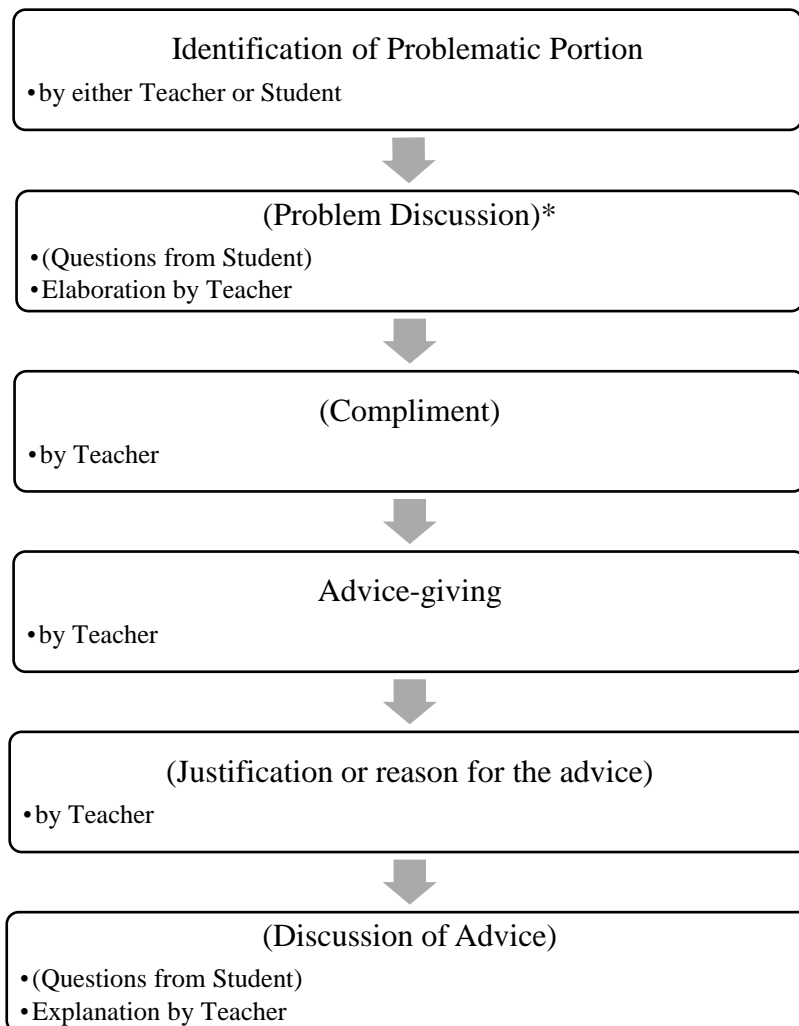 Identification of Problematic Portion
•by either Teacher or Student
(Problem Discussion)*
•(Questions from Student)
•Elaboration by Teacher
(Compliment)
•by Teacher
Advice-giving
•by Teacher
(Justification or reason for the advice)
•by Teacher
(Discussion of Advice)
•(Questions from Student)
•Explanation by Teacher